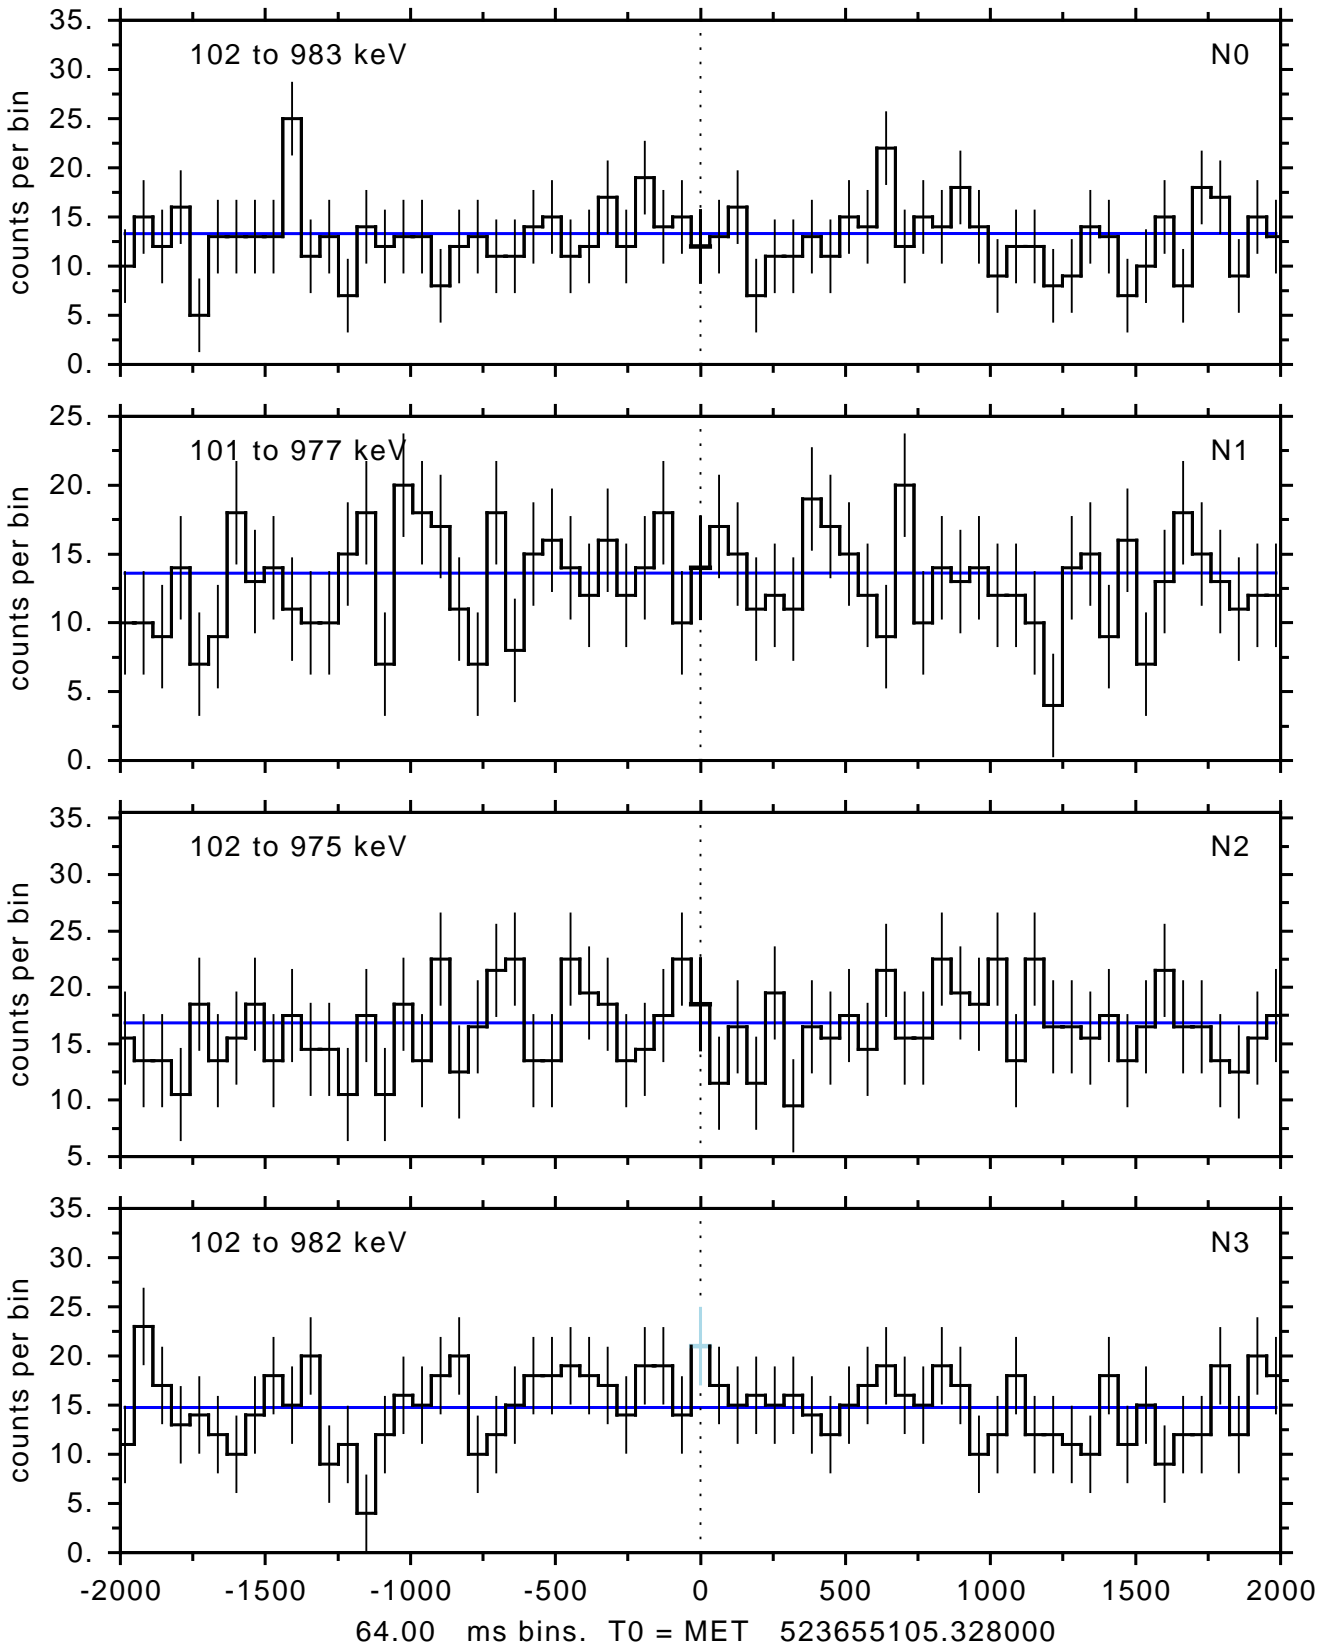 35.
30.
25.
20.
15.
10.
5.
0.
counts per bin
102 to 983 keV
N0
25.
20.
15.
10.
5.
0.
counts per bin
101 to 977 keV
N1
35.
30.
25.
20.
15.
10.
5.
counts per bin
102 to 975 keV
N2
35.
30.
25.
20.
15.
10.
5.
0.
counts per bin
102 to 982 keV
N3
-2000 -1500 -1000 -500 0 500 1000 1500 2000
64.00 ms bins. T0 = MET 523655105.328000